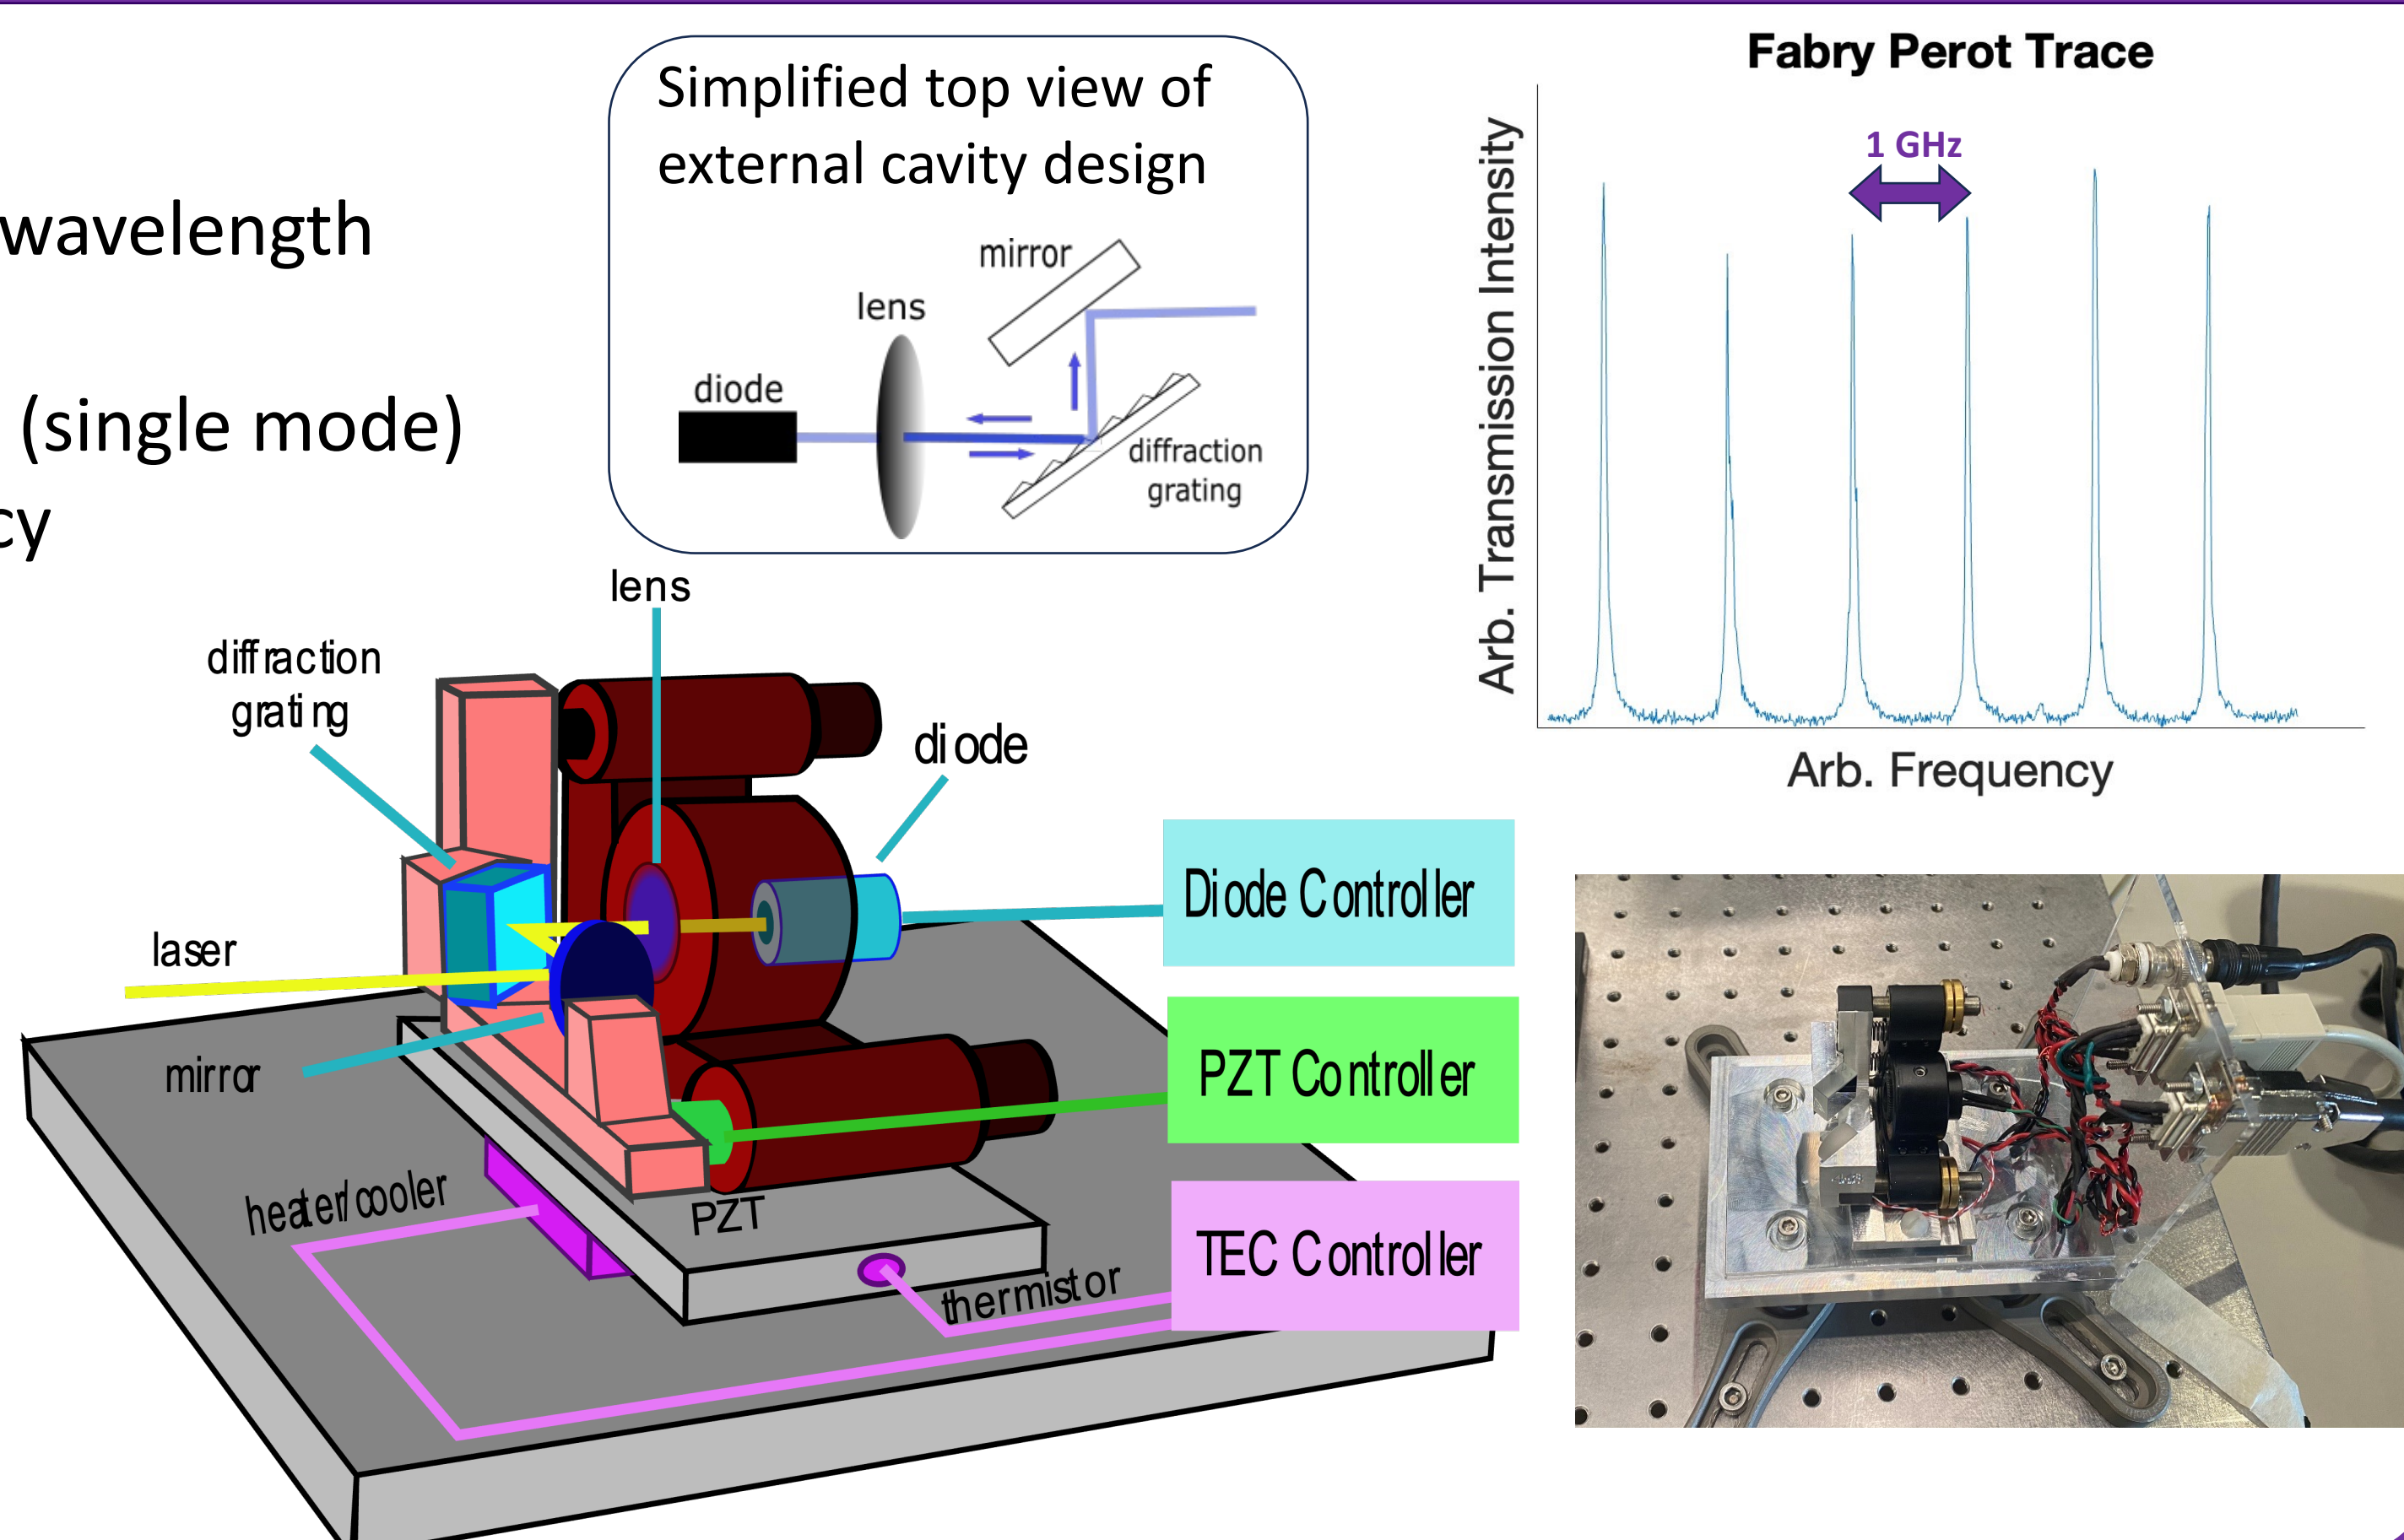 wavelength
(single mode)
cy
Simplified top view of
external cavity design
mirror
lens
diode
diffraction
grating
Fabry Perot Trace
1 GHz
Arb. Transmission Intensity
Arb. Frequency
lens
diffraction
grating
diode
laser
mirror
heater/cooler
PZT
thermistor
Diode Controller
PZT Controller
TEC Controller